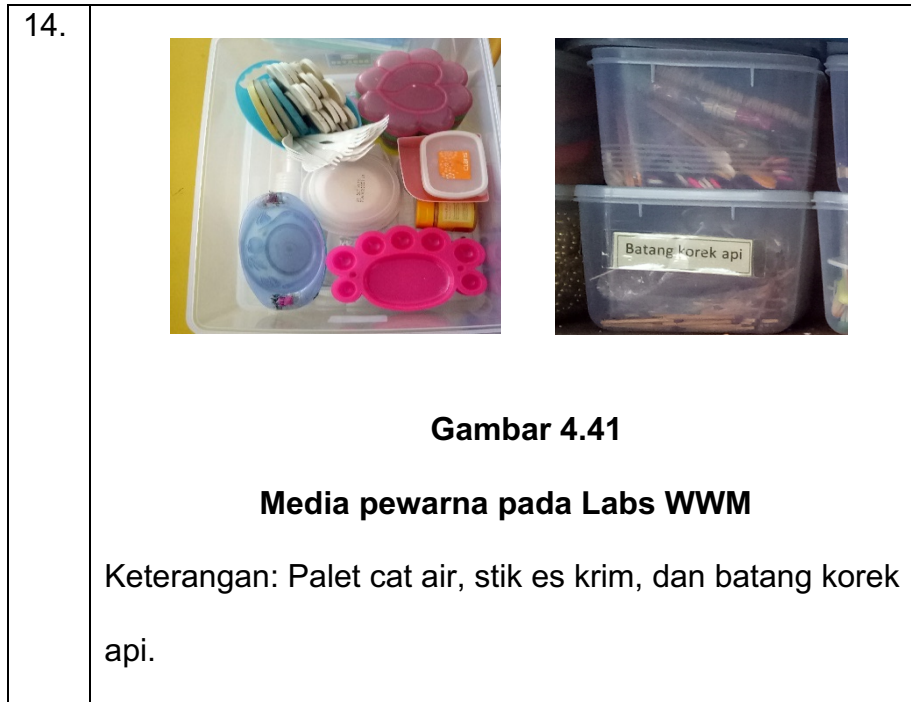 14.
Batang korek api
Gambar 4.41
Media pewarna pada Labs WWM
Keterangan: Palet cat air, stik es krim, dan batang korek
api.